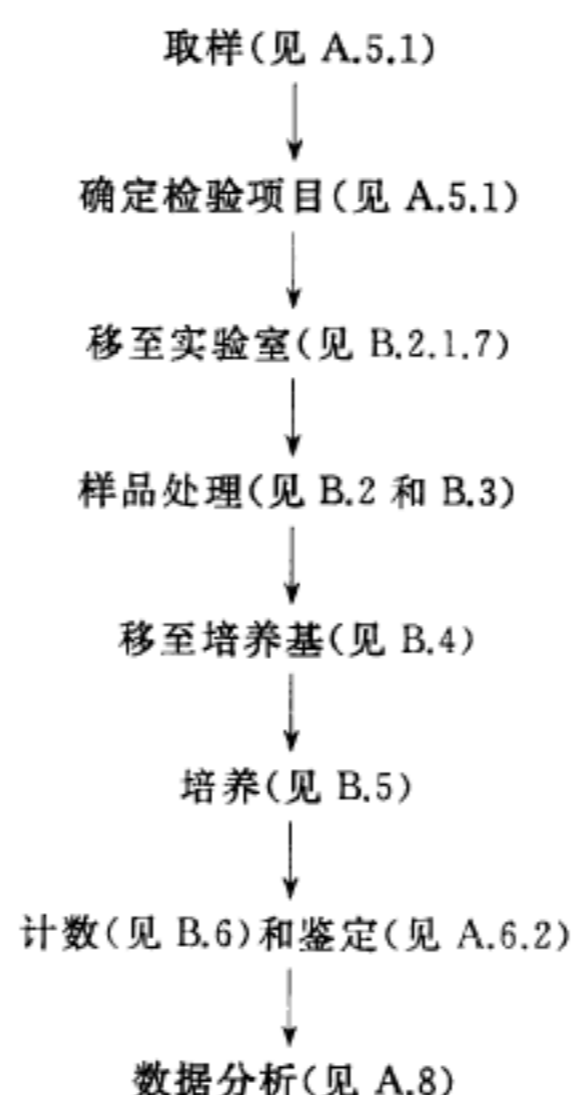 取样(见 A.5.1)
确定检验项目(见 A.5.1)
移至实验室(见 B.2.1.7)
样品处理(见 B.2 和 B.3)
移至培养基(见 B.4)
培养(见 B.5)
计数(见 B.6)和鉴定(见 A.6.2)
数据分析(见 A.8)